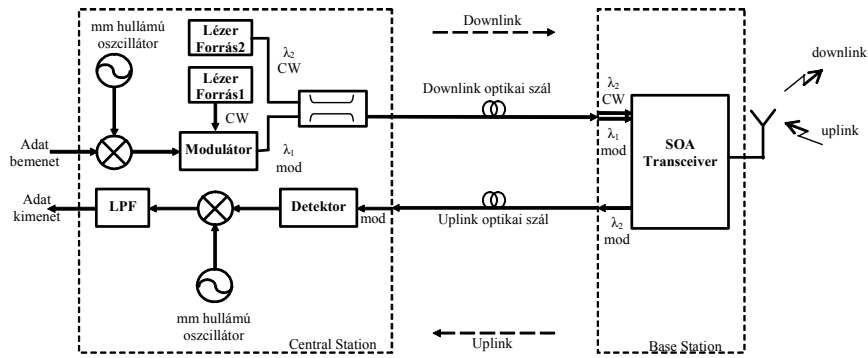 mm hullámú
oszcillátor
Lézer
Forrás2
λ2
CW
Lézer
Forrás1
CW
Adat
bemenet
Modulátor
λ1
mod
Downlink
Downlink optikai szál
λ2
CW
λ1
mod
SOA
Transceiver
downlink
uplink
Adat
kimenet
LPF
Detektor
mod
Uplink optikai szál
λ2
mod
mm hullámú
oszcillátor
Central Station
Uplink
Base Station